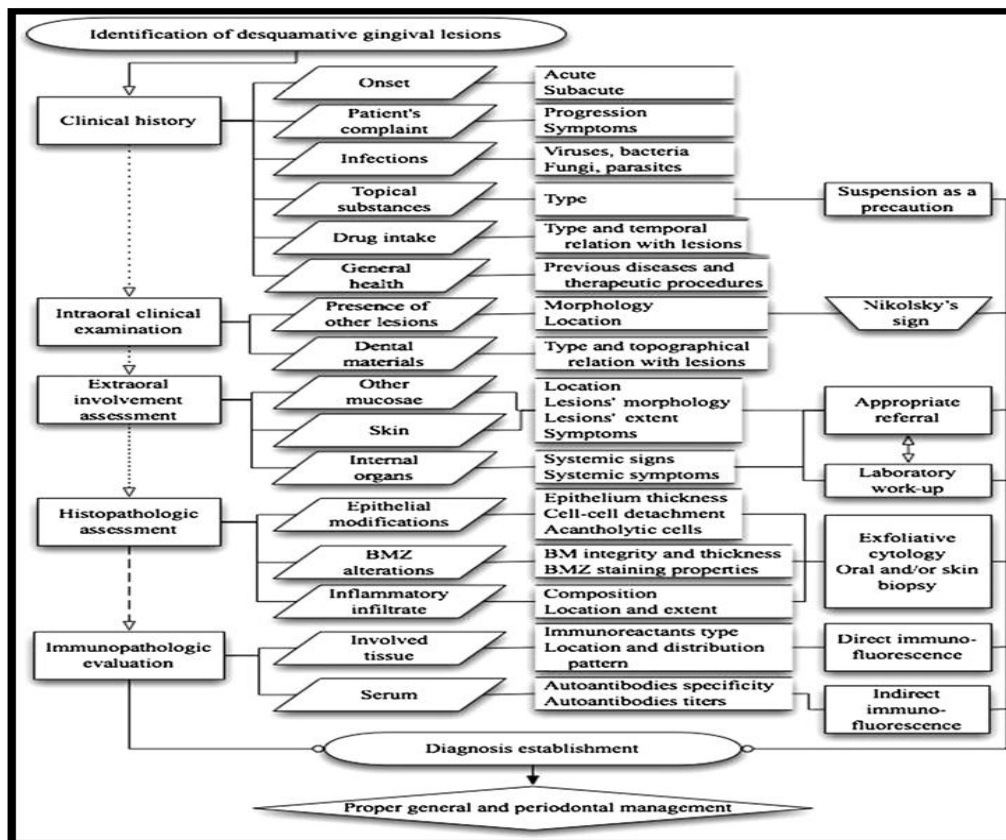 Identification of desquamative gingival lesions
Clinical history
Onset
Acute
Subacute
Patient's
complaint
Progression
Symptoms
Infections
Viruses, bacteria
Fungi, parasites
Topical
substances
Type
Suspension as a
precaution
Drug intake
Type and temporal
relation with lesions
General
health
Previous diseases and
therapeutic procedures
Intraoral clinical
examination
Presence of
other lesions
Morphology
Location
Nikolsky's
sign
Dental
materials
Type and topographical
relation with lesions
Extraoral
involvement
assessment
Other
mucosae
Skin
Location
Lesions' morphology
Lesions' extent
Symptoms
Appropriate
referral
Internal
organs
Systemic signs
Systemic symptoms
Laboratory
work-up
Histopathologic
assessment
Epithelial
modifications
Epithelium thickness
Cell-cell detachment
Acantholytic cells
BMZ
alterations
BM integrity and thickness
BMZ staining properties
Inflammatory
infiltrate
Composition
Location and extent
Exfoliative
cytology
Oral and/or skin
biopsy
Immunopathologic
evaluation
Involved
tissue
Immunoreactants type
Location and distribution
pattern
Direct immuno-
fluorescence
Serum
Autoantibodies specificity
Autoantibodies titers
Indirect
immuno-
fluorescence
Diagnosis establishment
Proper general and periodontal management